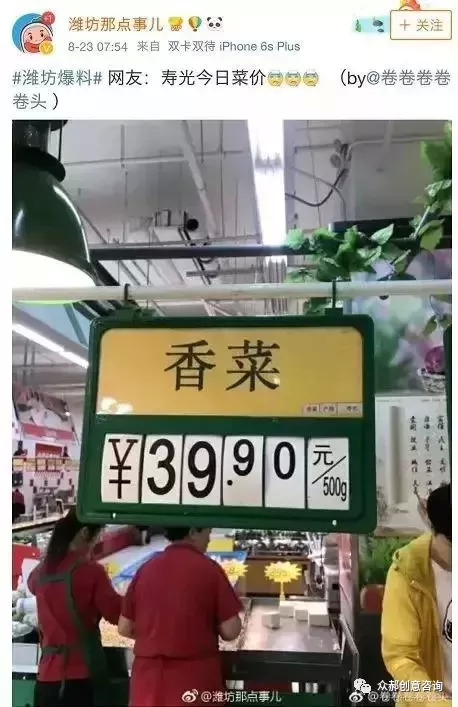 潍坊那点事儿
8-23 07:54 来自 双卡双待 iPhone 6s Plus
+ 关注
#潍坊爆料# 网友：寿光今日菜价😨😨😨 （by@卷卷卷卷
卷头 ）
香菜
¥39.90 元/500g
@潍坊那点事儿
众郝创意咨询